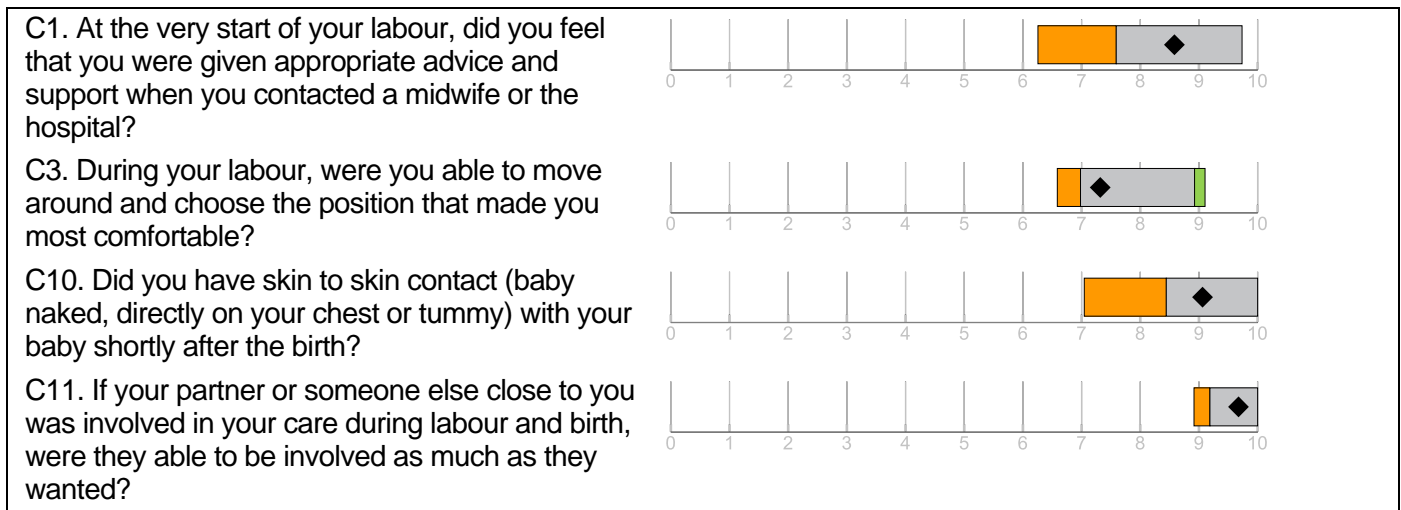 C1. At the very start of your labour, did you feel
that you were given appropriate advice and
support when you contacted a midwife or the
hospital?
0 1 2 3 4 5 6 7 8 9 10
C3. During your labour, were you able to move
around and choose the position that made you
most comfortable?
0 1 2 3 4 5 6 7 8 9 10
C10. Did you have skin to skin contact (baby
naked, directly on your chest or tummy) with your
baby shortly after the birth?
0 1 2 3 4 5 6 7 8 9 10
C11. If your partner or someone else close to you
was involved in your care during labour and birth,
were they able to be involved as much as they
wanted?
0 1 2 3 4 5 6 7 8 9 10